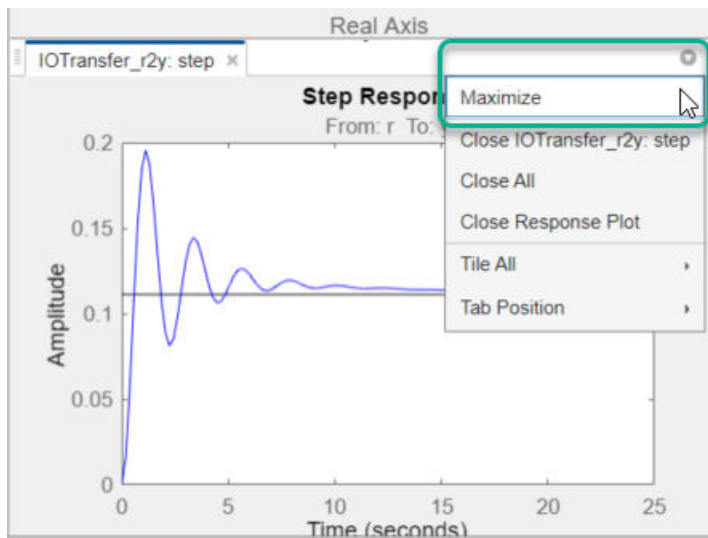 Real Axis
IOTransfer_r2y: step
Step Respon
From: r To:
Maximize
Close IOTransfer_r2y: step
Close All
Close Response Plot
Tile All
Tab Position
Amplitude
0.2
0.15
0.1
0.05
0
0 5 10 15 20 25
Time (seconds)